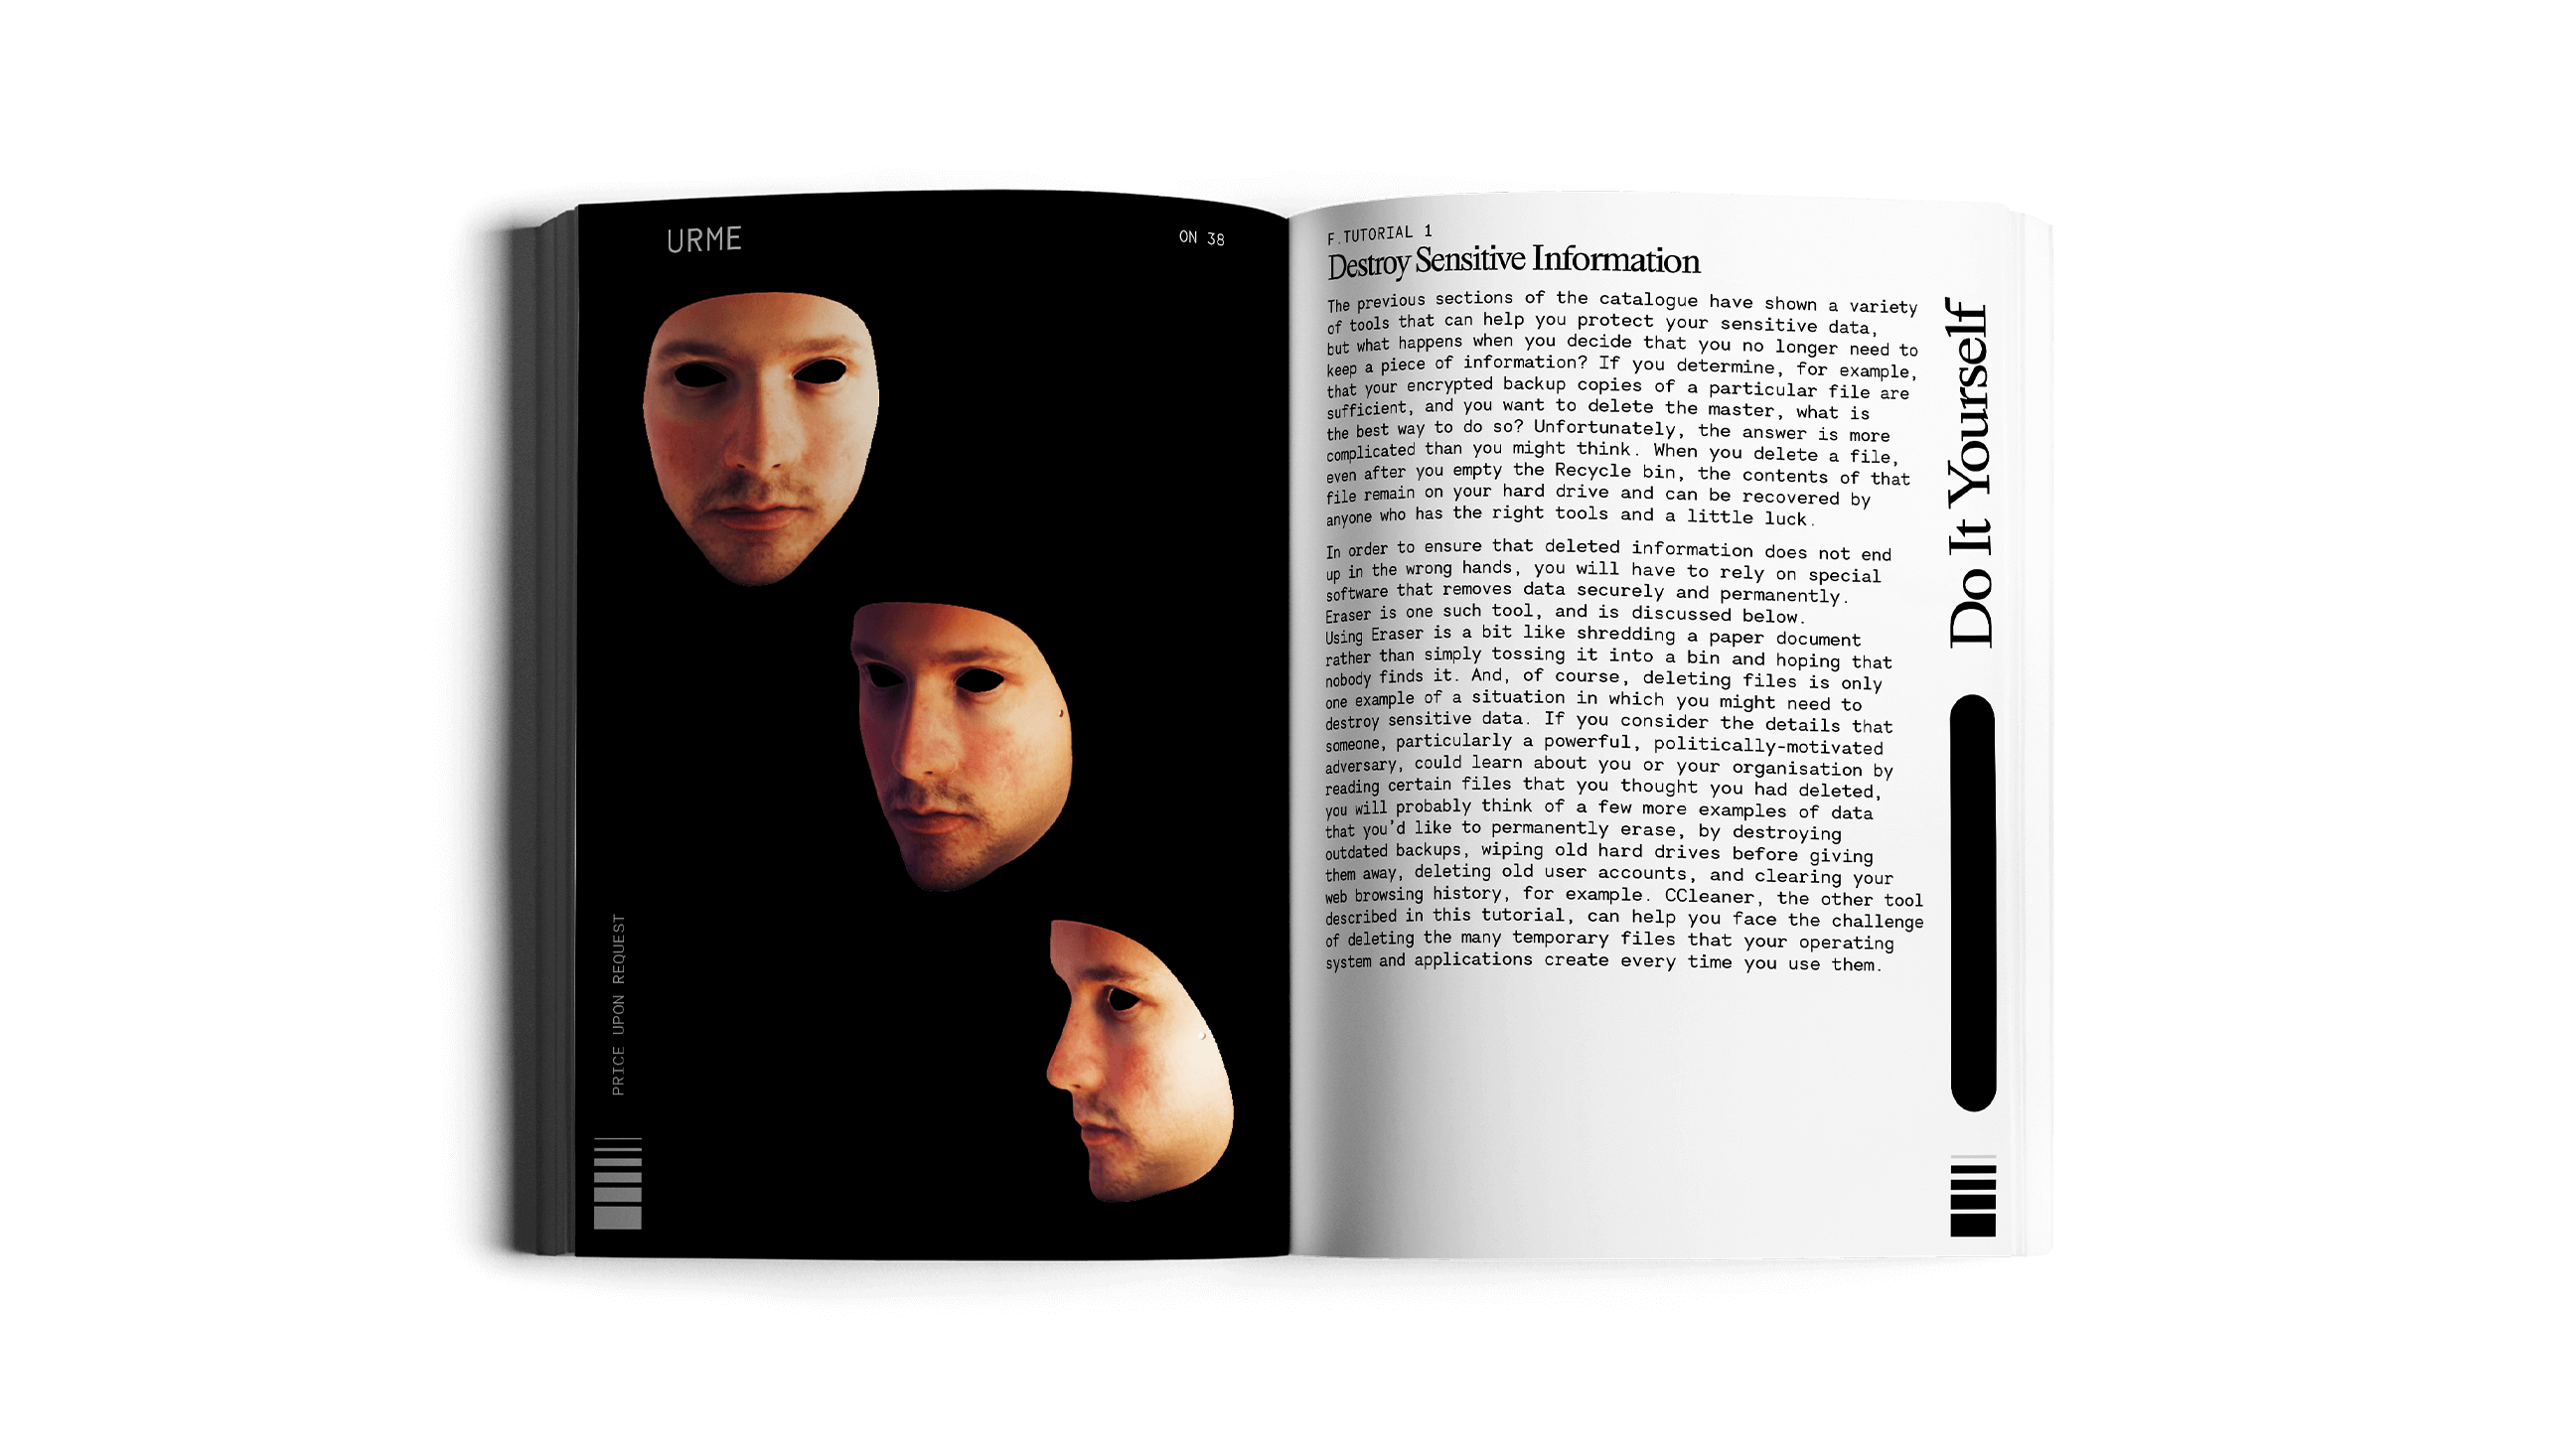 URME
ON 38
PRICE UPON REQUEST
F.TUTORIAL 1
Destroy Sensitive Information
The previous sections of the catalogue have shown a variety
of tools that can help you protect your sensitive data,
but what happens when you decide that you no longer need to
keep a piece of information? If you determine, for example,
that your encrypted backup copies of a particular file are
sufficient, and you want to delete the master, what is
the best way to do so? Unfortunately, the answer is more
complicated than you might think. When you delete a file,
even after you empty the Recycle bin, the contents of that
file remain on your hard drive and can be recovered by
anyone who has the right tools and a little luck.
In order to ensure that deleted information does not end
up in the wrong hands, you will have to rely on special
software that removes data securely and permanently.
Eraser is one such tool, and is discussed below.
Using Eraser is a bit like shredding a paper document
rather than simply tossing it into a bin and hoping that
nobody finds it. And, of course, deleting files is only
one example of a situation in which you might need to
destroy sensitive data. If you consider the details that
someone, particularly a powerful, politically-motivated
adversary, could learn about you or your organisation by
reading certain files that you thought you had deleted,
you will probably think of a few more examples of data
that you'd like to permanently erase, by destroying
outdated backups, wiping old hard drives before giving
them away, deleting old user accounts, and clearing your
web browsing history, for example. CCleaner, the other tool
described in this tutorial, can help you face the challenge
of deleting the many temporary files that your operating
system and applications create every time you use them.
Do It Yourself